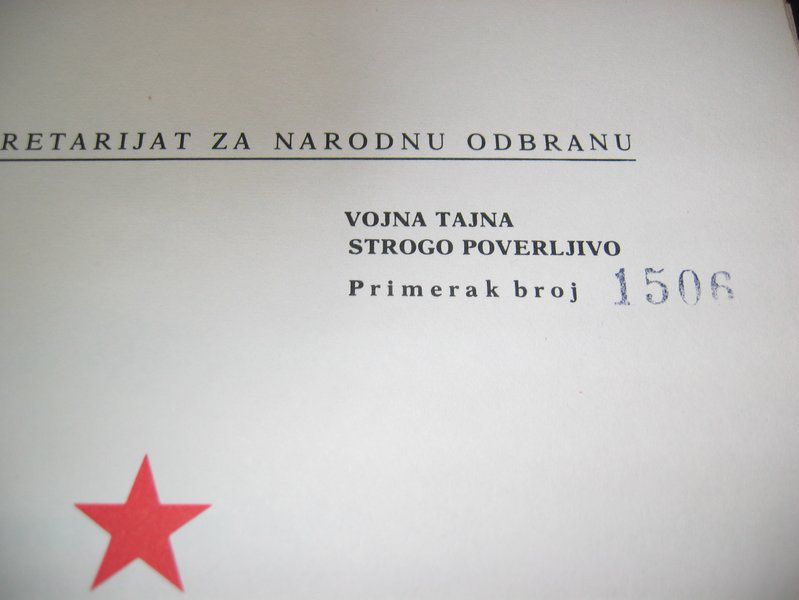 RETARIJAT ZA NARODNU ODBRANU
VOJNA TAJNA
STROGO POVERLJIVO
Primerak broj 1506